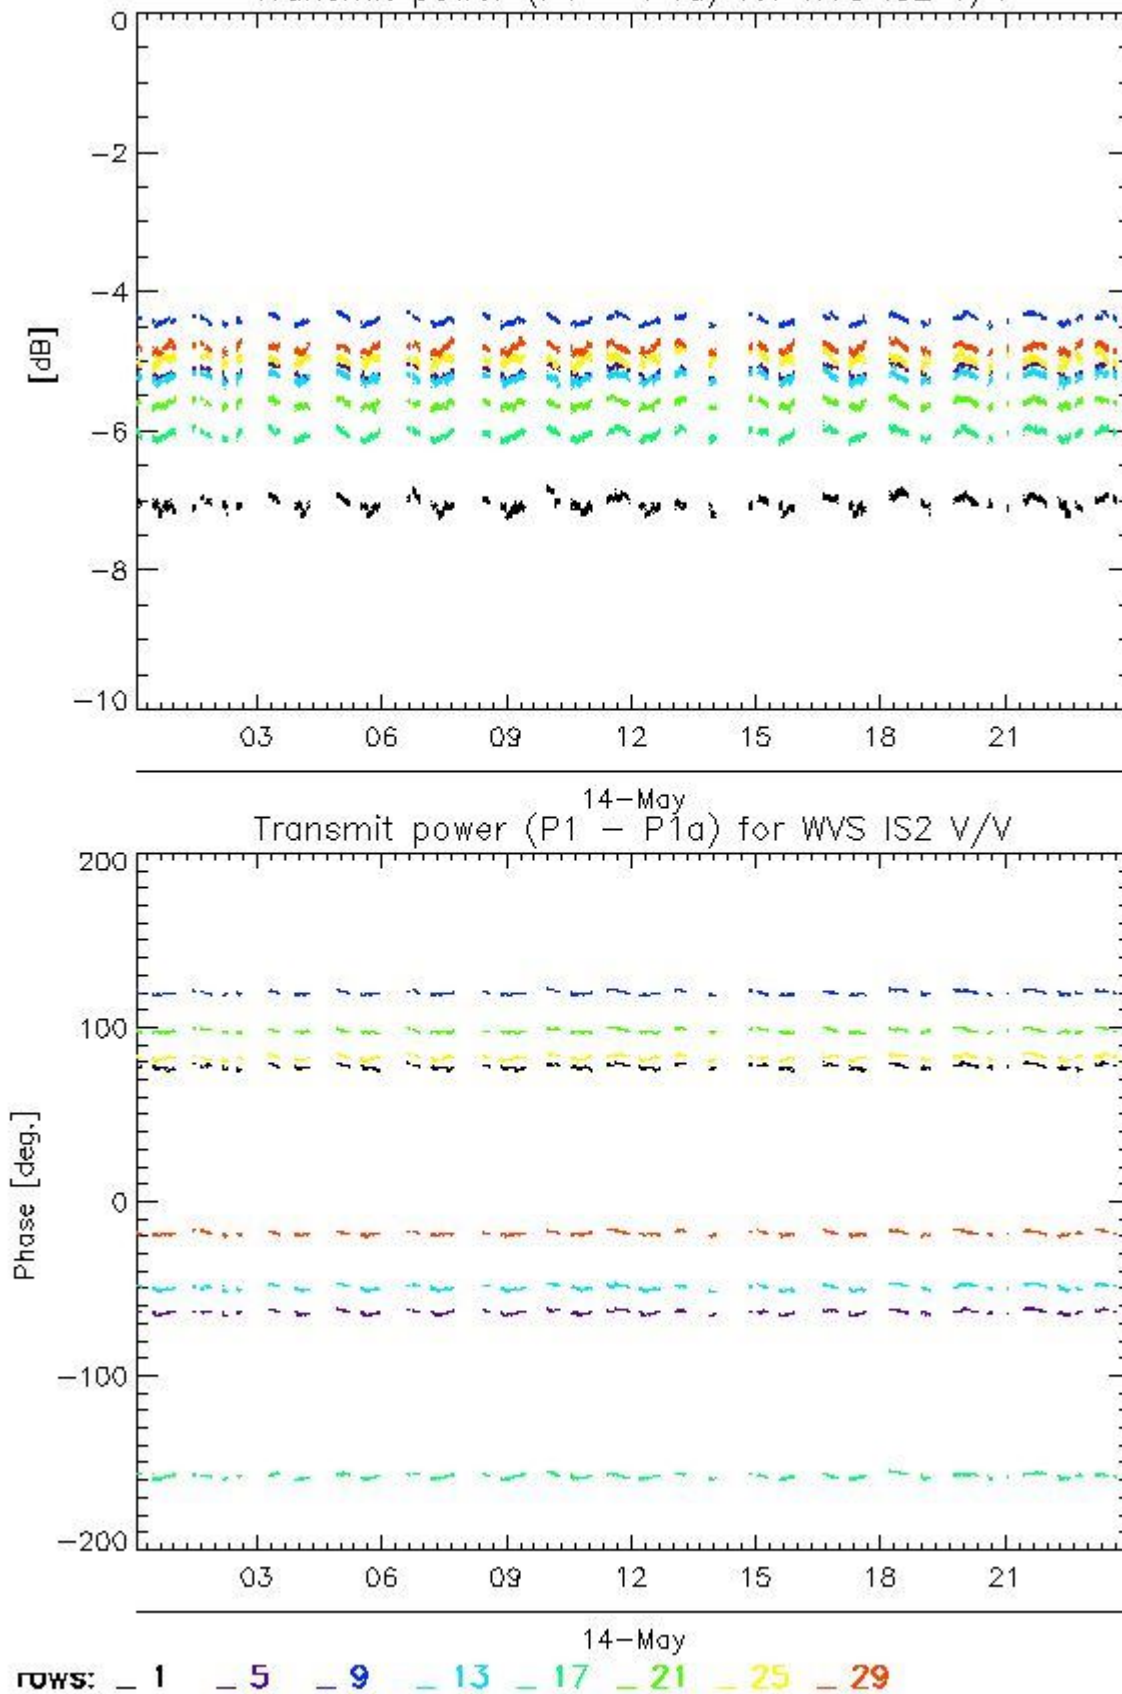 0
-2
-4
[dB]
-6
-8
-10
03 06 09 12 15 18 21
14-May
Transmit power (P1 - P1a) for WVS IS2 V/V
200
100
0
Phase [deg.]
-100
-200
03 06 09 12 15 18 21
14-May
rows: _ 1 _ 5 _ 9 _ 13 _ 17 _ 21 _ 25 _ 29